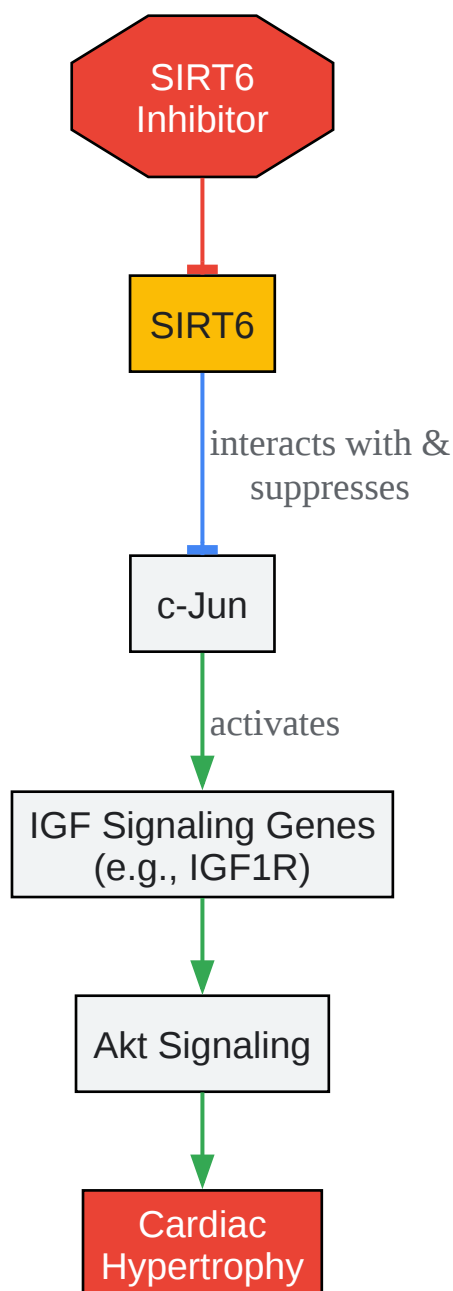 SIRT6
Inhibitor
SIRT6
interacts with &
suppresses
c-Jun
activates
IGF Signaling Genes
(e.g., IGF1R)
Akt Signaling
Cardiac
Hypertrophy